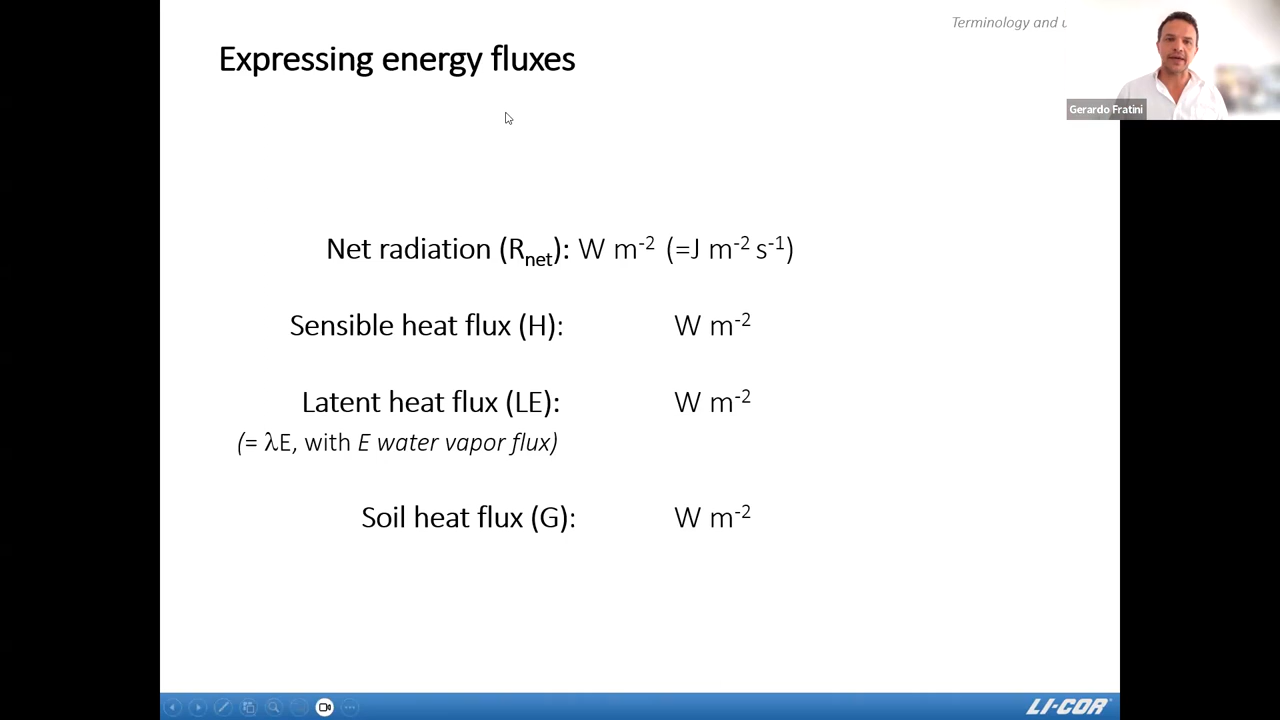 Terminology and u
Expressing energy fluxes
Gerardo Fratini
Net radiation (Rnet): W m-2 (=J m-2 s-1)
Sensible heat flux (H): W m-2
Latent heat flux (LE): W m-2
(= λE, with E water vapor flux)
Soil heat flux (G): W m-2
LI-COR